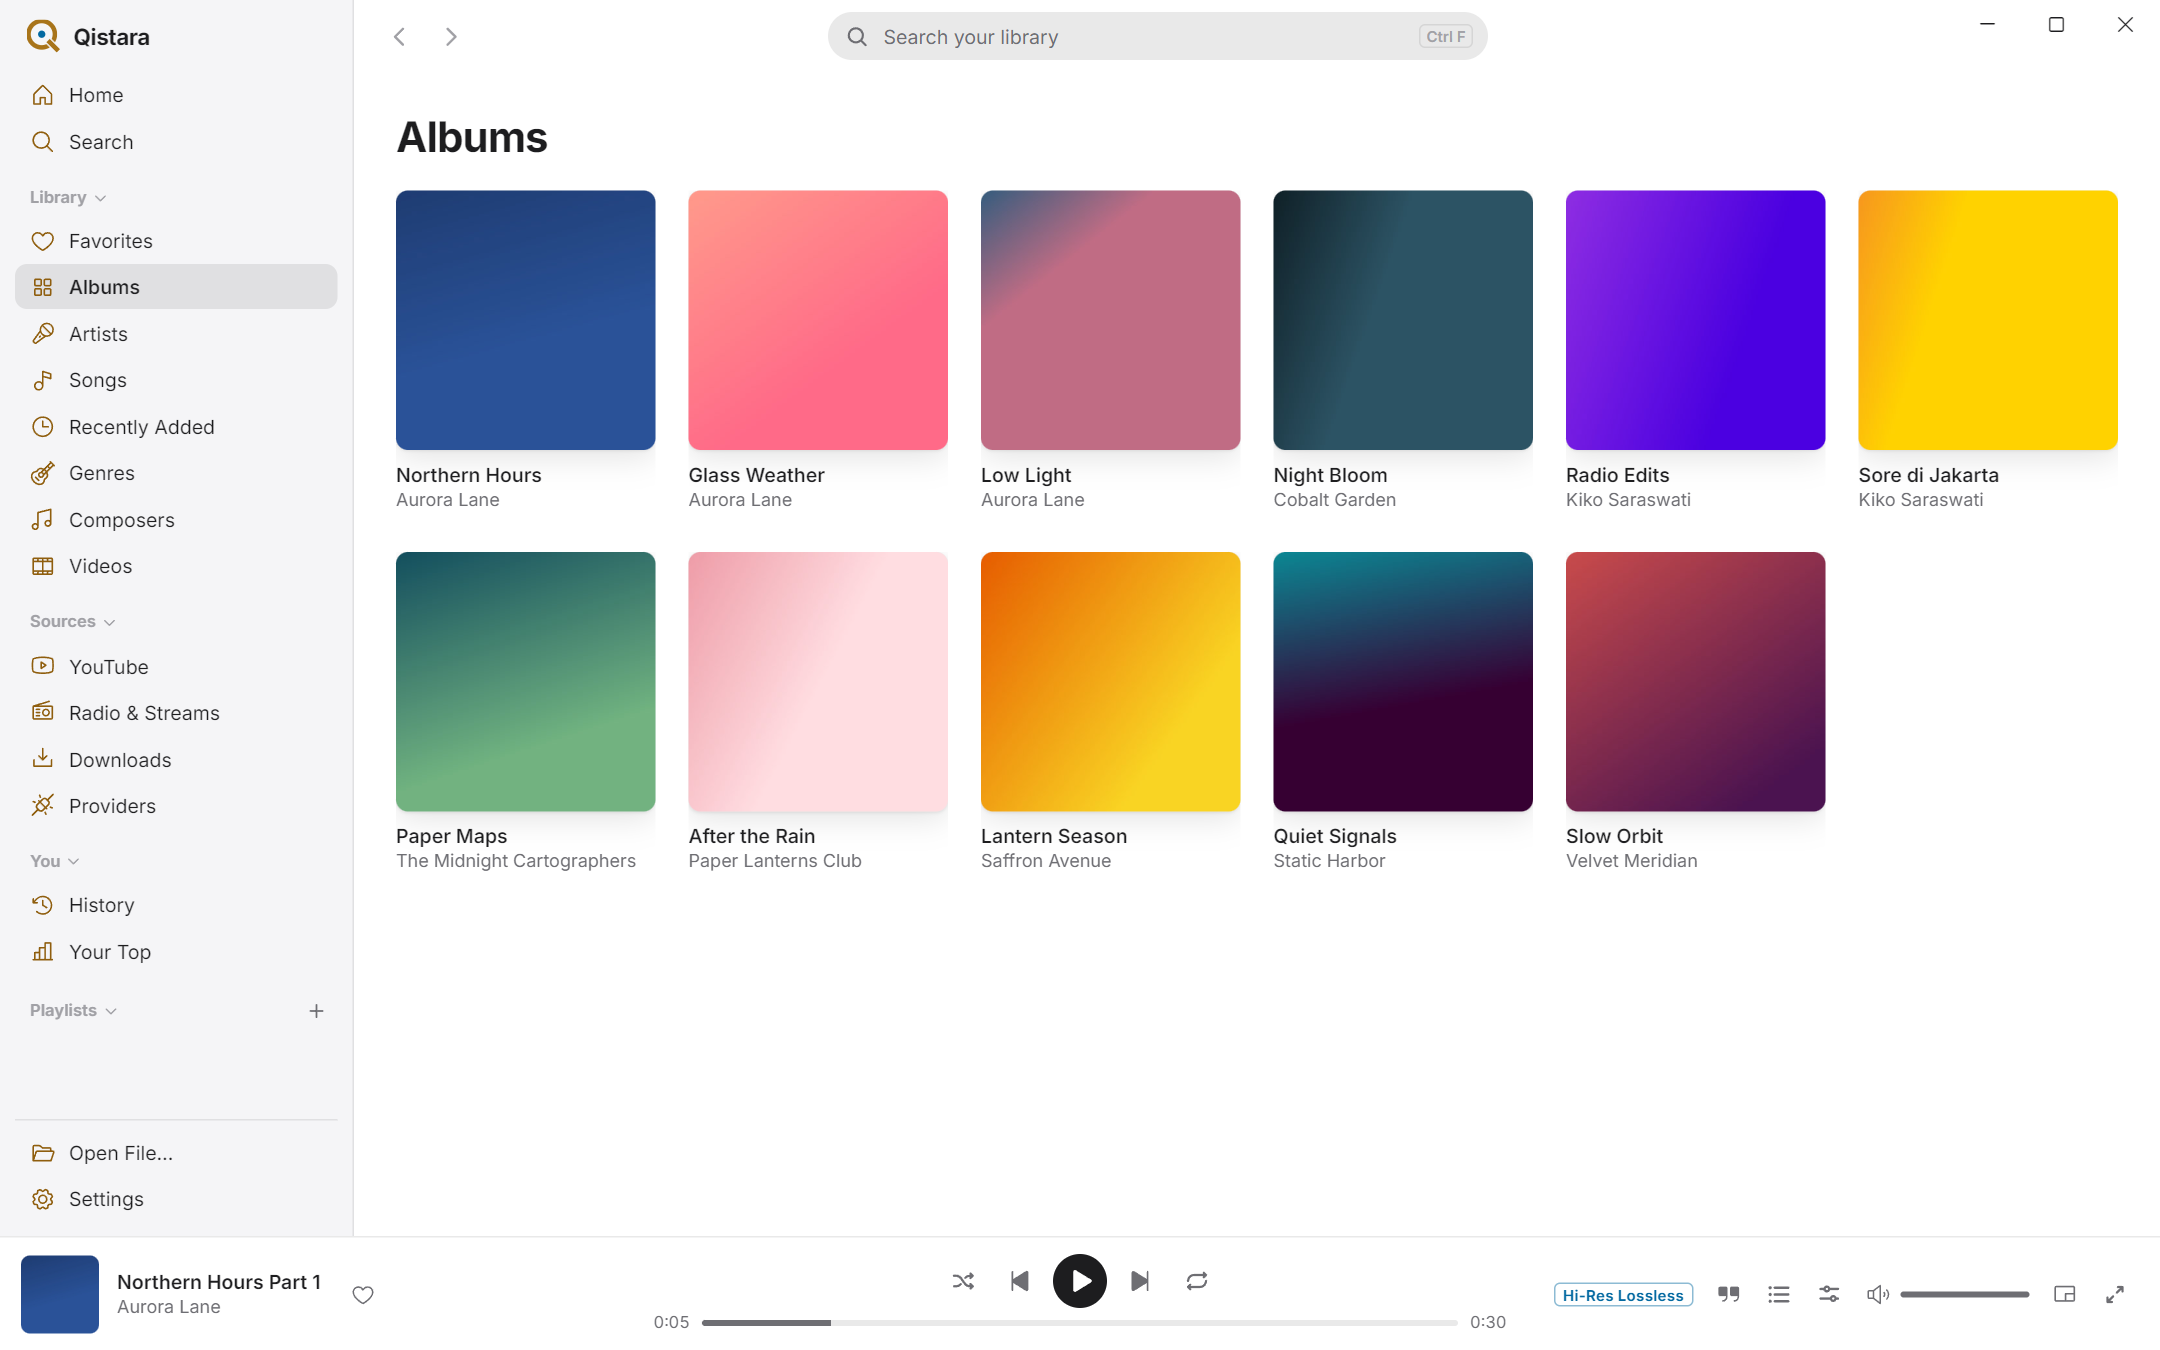 Qistara
Home
Search
Library
Favorites
Albums
Artists
Songs
Recently Added
Genres
Composers
Videos
Sources
YouTube
Radio & Streams
Downloads
Providers
You
History
Your Top
Playlists
Open File...
Settings
Search your library
Ctrl F
Albums
Northern Hours
Aurora Lane
Glass Weather
Aurora Lane
Low Light
Aurora Lane
Night Bloom
Cobalt Garden
Radio Edits
Kiko Saraswati
Sore di Jakarta
Kiko Saraswati
Paper Maps
The Midnight Cartographers
After the Rain
Paper Lanterns Club
Lantern Season
Saffron Avenue
Quiet Signals
Static Harbor
Slow Orbit
Velvet Meridian
Northern Hours Part 1
Aurora Lane
0:05
0:30
Hi-Res Lossless